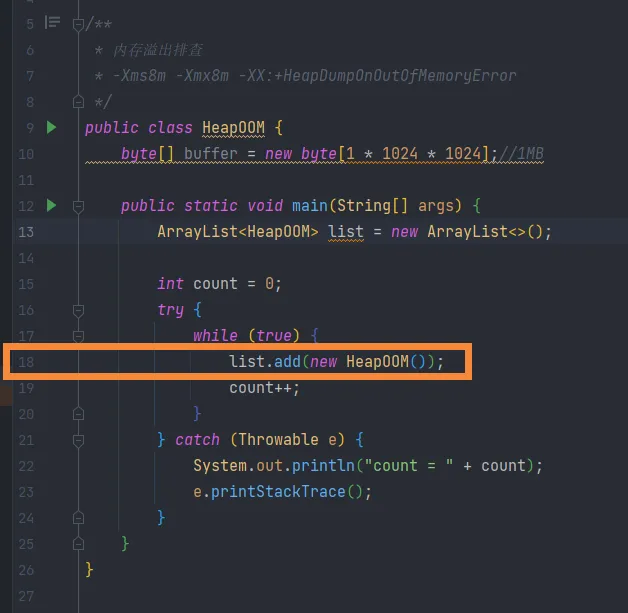 5 /**
6 * 内存溢出排查
7 * -Xms8m -Xmx8m -XX:+HeapDumpOnOutOfMemoryError
8 */
9 public class HeapOOM {
10 byte[] buffer = new byte[1 * 1024 * 1024];//1MB
11
12 public static void main(String[] args) {
13 ArrayList<HeapOOM> list = new ArrayList<>();
14
15 int count = 0;
16 try {
17 while (true) {
18 list.add(new HeapOOM());
19 count++;
20 }
21 } catch (Throwable e) {
22 System.out.println("count = " + count);
23 e.printStackTrace();
24 }
25 }
26 }
27